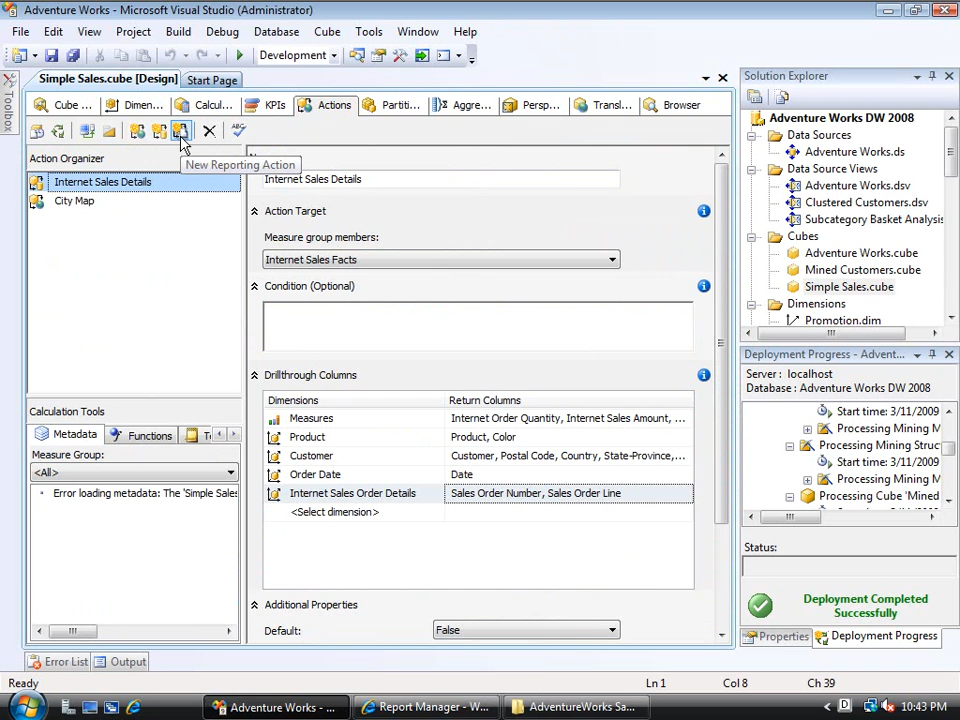 Adventure Works - Microsoft Visual Studio (Administrator)
File Edit View Project Build Debug Database Cube Tools Window Help
Development
Simple Sales.cube [Design] Start Page
Cube ... Dimen... Calcul... KPIs Actions Partiti... Aggre... Persp... Transl... Browser
New Reporting Action
Toolbox
Action Organizer
Internet Sales Details
City Map
Calculation Tools
Metadata Functions
Measure Group:
<All>
Error loading metadata: The 'Simple Sales
Internet Sales Details
Action Target
Measure group members:
Internet Sales Facts
Condition (Optional)
Drillthrough Columns
Dimensions Return Columns
Measures Internet Order Quantity, Internet Sales Amount, ...
Product Product, Color
Customer Customer, Postal Code, Country, State-Province,...
Order Date Date
Internet Sales Order Details Sales Order Number, Sales Order Line
<Select dimension>
Additional Properties
Default: False
Solution Explorer
Adventure Works DW 2008
Data Sources
Adventure Works.ds
Data Source Views
Adventure Works.dsv
Clustered Customers.dsv
Subcategory Basket Analysis
Cubes
Adventure Works.cube
Mined Customers.cube
Simple Sales.cube
Dimensions
Promotion.dim
Deployment Progress - Advent...
Server : localhost
Database : Adventure Works DW 2008
Start time: 3/11/2009
Processing Mining M
Processing Mining Struc
Start time: 3/11/2009
Processing Mining M
Processing Cube 'Mined
Status:
Deployment Completed
Successfully
Properties Deployment Progress
Error List Output
Ready Ln 1 Col 8 Ch 39
Adventure Works - ... Report Manager - W... AdventureWorks Sa... D 10:43 PM